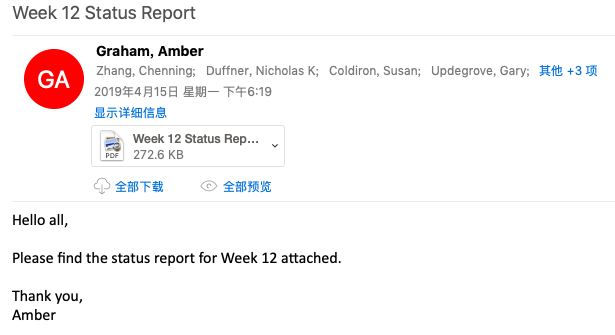 Week 12 Status Report
GA
Graham, Amber
Zhang, Chenning; Duffner, Nicholas K; Coldiron, Susan; Updegrove, Gary; 其他 +3 项
2019年4月15日 星期一 下午6:19
显示详细信息
Week 12 Status Rep...
PDF
272.6 KB
全部下载 全部预览
Hello all,
Please find the status report for Week 12 attached.
Thank you,
Amber